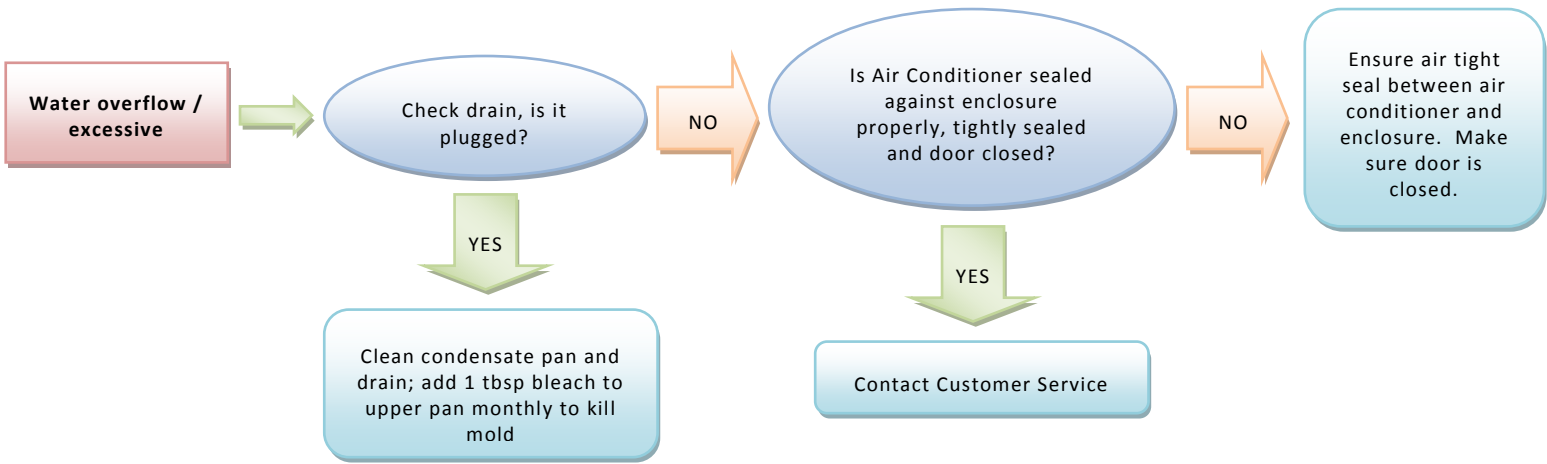 Water overflow /
excessive
Check drain, is it
plugged?
NO
Is Air Conditioner sealed
against enclosure
properly, tightly sealed
and door closed?
NO
Ensure air tight
seal between air
conditioner and
enclosure.  Make
sure door is
closed.
YES
YES
Clean condensate pan and
drain; add 1 tbsp bleach to
upper pan monthly to kill
mold
Contact Customer Service